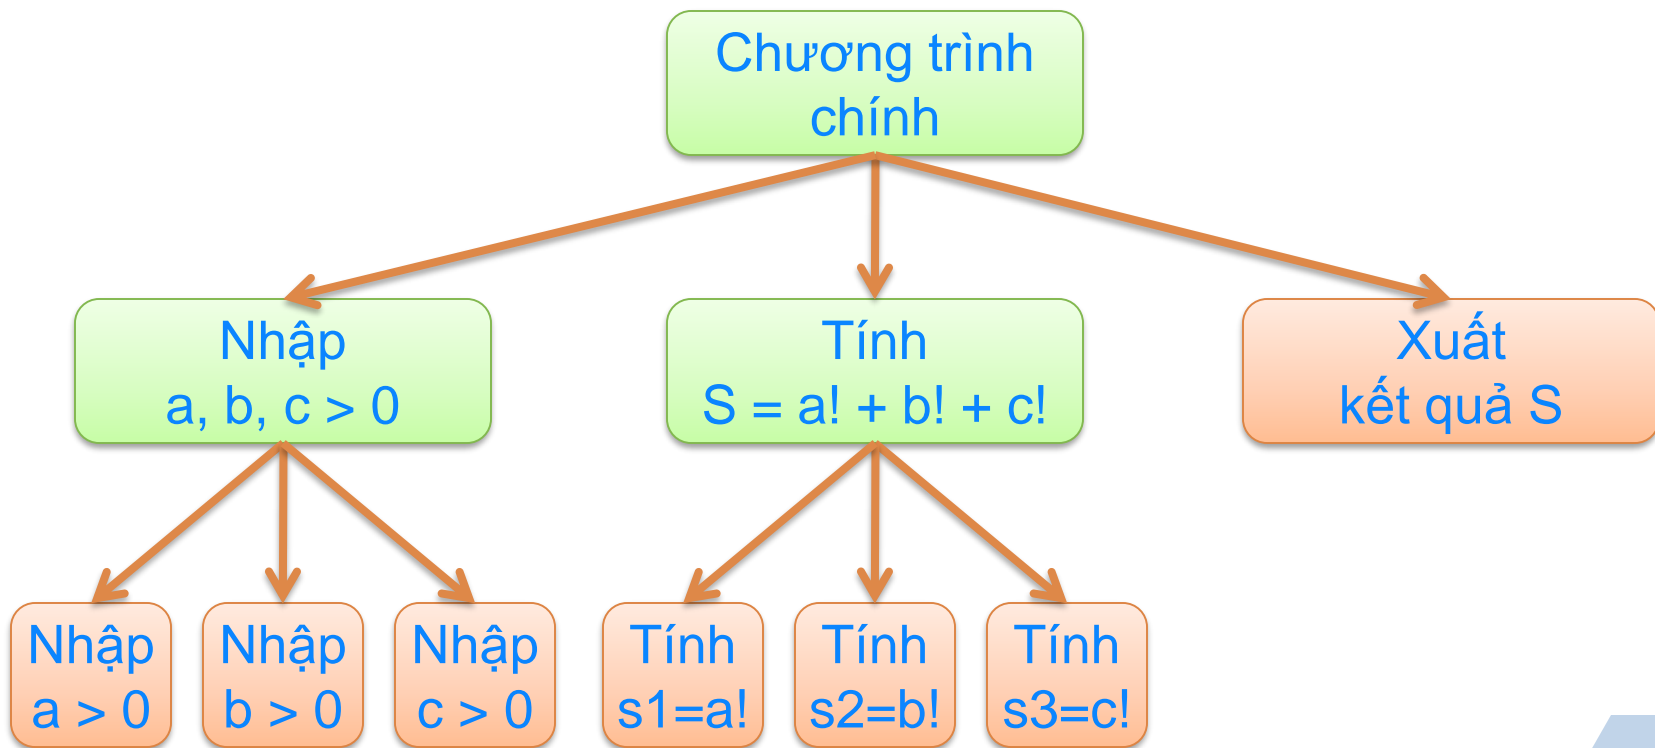 Chương trình
chính
Nhập
a, b, c > 0
Tính
S = a! + b! + c!
Xuất
kết quả S
Nhập
a > 0
Nhập
b > 0
Nhập
c > 0
Tính
s1=a!
Tính
s2=b!
Tính
s3=c!